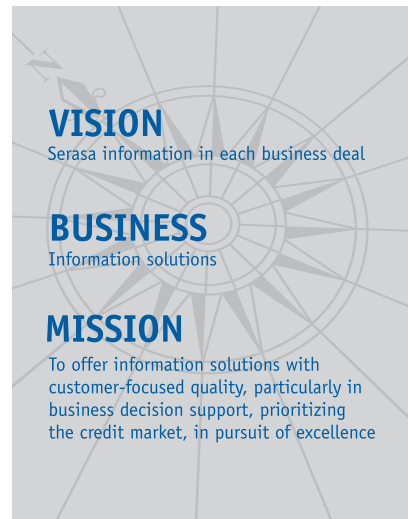 N
VISION
Serasa information in each business deal
BUSINESS
Information solutions
MISSION
To offer information solutions with
customer-focused quality, particularly in
business decision support, prioritizing
the credit market, in pursuit of excellence